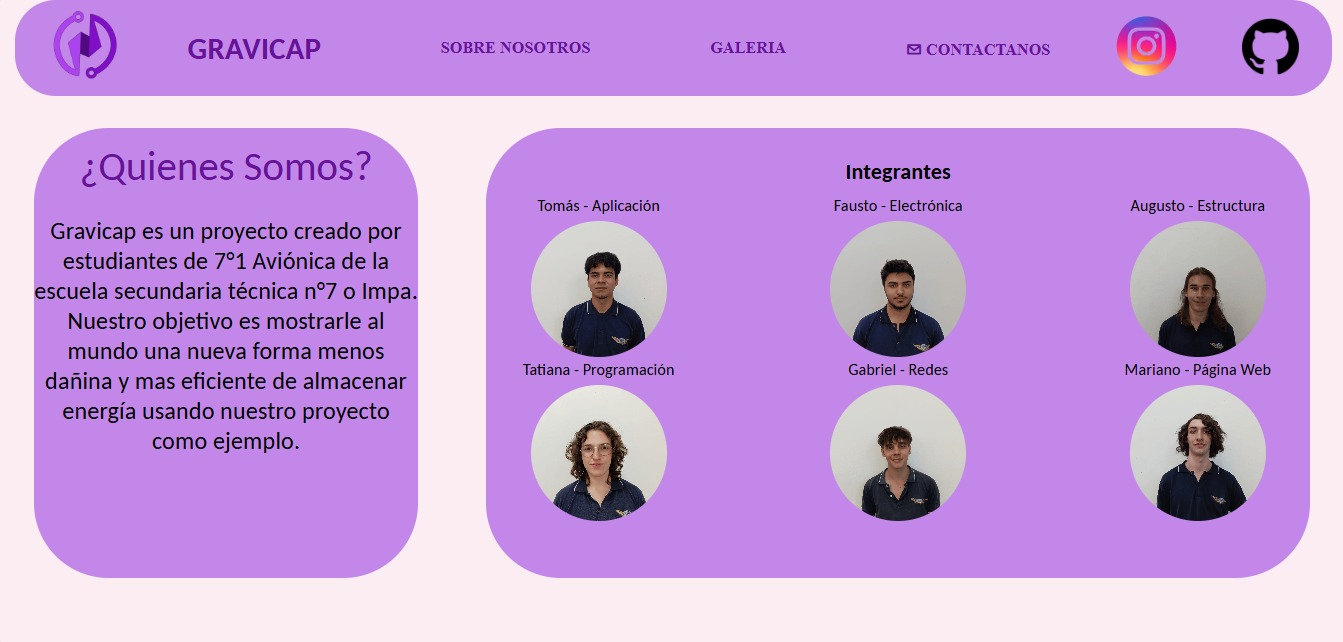 GRAVICAP
SOBRE NOSOTROS
GALERIA
CONTACTANOS
¿Quienes Somos?
Gravicap es un proyecto creado por
estudiantes de 7°1 Aviónica de la
escuela secundaria técnica n°7 o Impa.
Nuestro objetivo es mostrarle al
mundo una nueva forma menos
dañina y mas eficiente de almacenar
energía usando nuestro proyecto
como ejemplo.
Integrantes
Tomás - Aplicación
Fausto - Electrónica
Augusto - Estructura
Tatiana - Programación
Gabriel - Redes
Mariano - Página Web